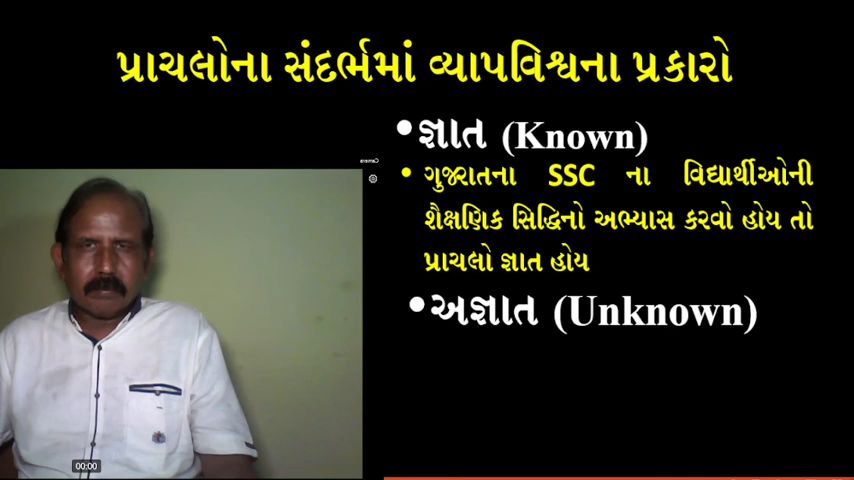 પ્રાચલોના સંદર્ભમાં વ્યાપવિશ્વના પ્રકારો
•જ્ઞાત (Known)
• ગુજરાતના SSC ના વિદ્યાર્થીઓની
શૈક્ષણિક સિદ્ધિનો અભ્યાસ કરવો હોય તો
પ્રાચલો જ્ઞાત હોય
•અજ્ઞાત (Unknown)
Camera
00:00